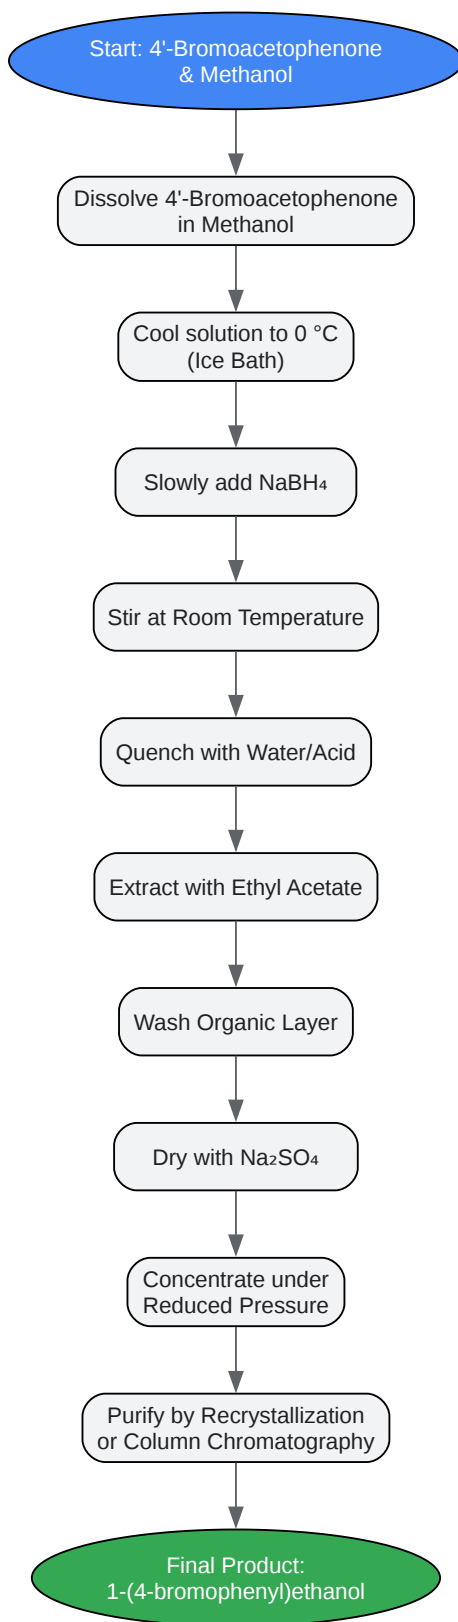 Start: 4'-Bromoacetophenone
& Methanol
Dissolve 4'-Bromoacetophenone
in Methanol
Cool solution to 0 °C
(Ice Bath)
Slowly add NaBH₄
Stir at Room Temperature
Quench with Water/Acid
Extract with Ethyl Acetate
Wash Organic Layer
Dry with Na₂SO₄
Concentrate under
Reduced Pressure
Purify by Recrystallization
or Column Chromatography
Final Product:
1-(4-bromophenyl)ethanol